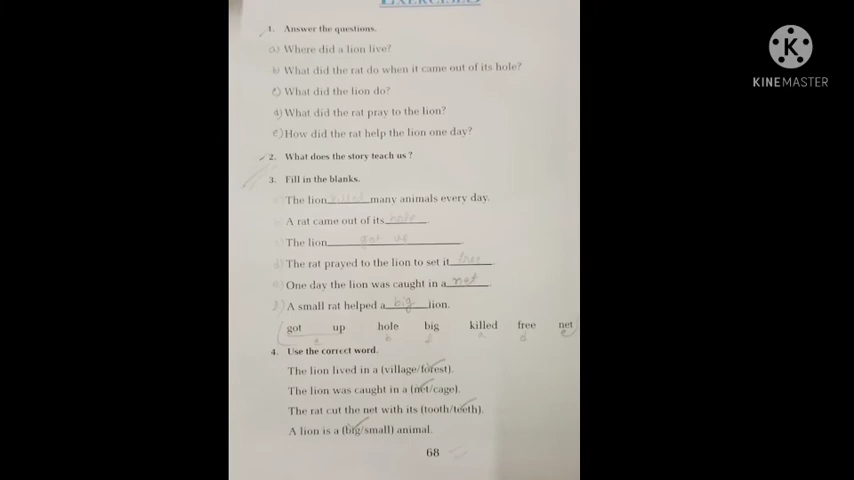 EXERCISES
1. Answer the questions.
a) Where did a lion live?
b) What did the rat do when it came out of its hole?
c) What did the lion do?
d) What did the rat pray to the lion?
e) How did the rat help the lion one day?
2. What does the story teach us ?
3. Fill in the blanks.
The lion killed many animals every day.
A rat came out of its hole.
The lion got up.
d) The rat prayed to the lion to set it free.
e) One day the lion was caught in a net.
f) A small rat helped a big lion.
got up hole big killed free net
c b f a d e
4. Use the correct word.
The lion lived in a (village/forest).
The lion was caught in a (net/cage).
The rat cut the net with its (tooth/teeth).
A lion is a (big/small) animal.
68
K
KINEMASTER